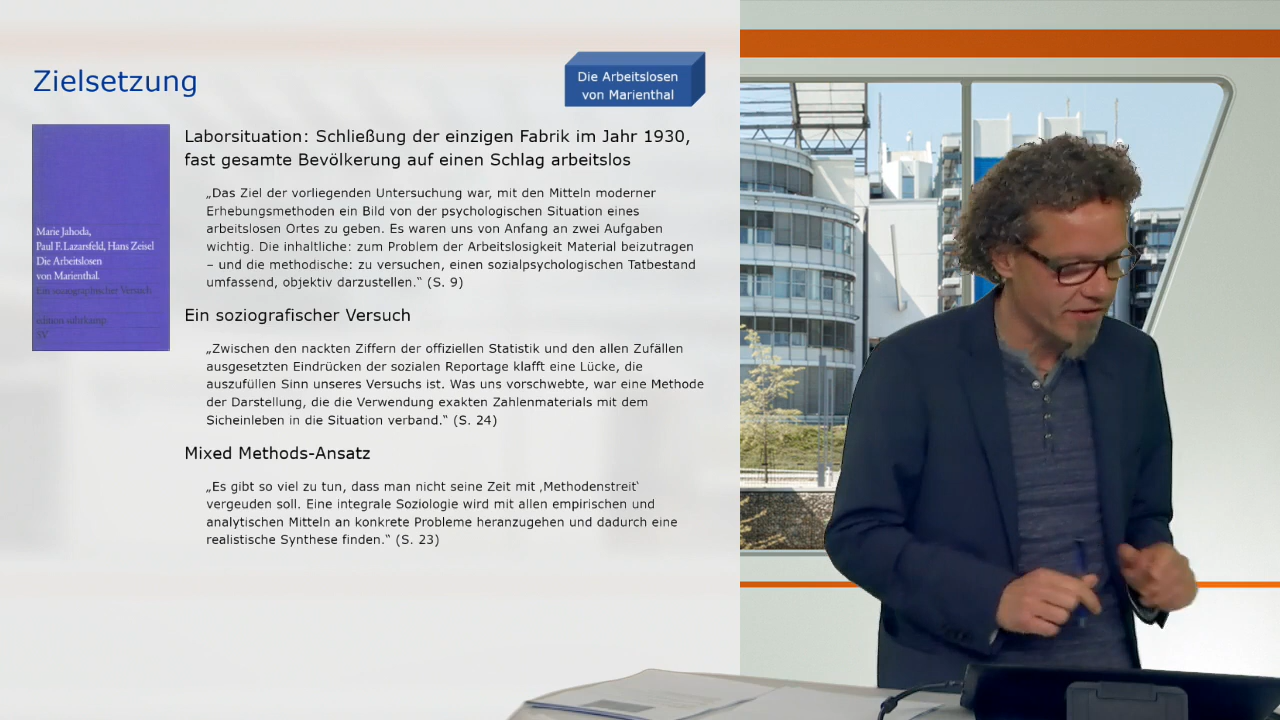 Zielsetzung
Die Arbeitslosen
von Marienthal
Marie Jahoda,
Paul F. Lazarsfeld, Hans Zeisel
Die Arbeitslosen
von Marienthal.
Ein soziographischer Versuch
edition suhrkamp
SV
Laborsituation: Schließung der einzigen Fabrik im Jahr 1930,
fast gesamte Bevölkerung auf einen Schlag arbeitslos
„Das Ziel der vorliegenden Untersuchung war, mit den Mitteln moderner
Erhebungsmethoden ein Bild von der psychologischen Situation eines
arbeitslosen Ortes zu geben. Es waren uns von Anfang an zwei Aufgaben
wichtig. Die inhaltliche: zum Problem der Arbeitslosigkeit Material beizutragen
– und die methodische: zu versuchen, einen sozialpsychologischen Tatbestand
umfassend, objektiv darzustellen.“ (S. 9)
Ein soziografischer Versuch
„Zwischen den nackten Ziffern der offiziellen Statistik und den allen Zufällen
ausgesetzten Eindrücken der sozialen Reportage klafft eine Lücke, die
auszufüllen Sinn unseres Versuchs ist. Was uns vorschwebte, war eine Methode
der Darstellung, die die Verwendung exakten Zahlenmaterials mit dem
Sicheinleben in die Situation verband.“ (S. 24)
Mixed Methods-Ansatz
„Es gibt so viel zu tun, dass man nicht seine Zeit mit ‚Methodenstreit‘
vergeuden soll. Eine integrale Soziologie wird mit allen empirischen und
analytischen Mitteln an konkrete Probleme heranzugehen und dadurch eine
realistische Synthese finden.“ (S. 23)